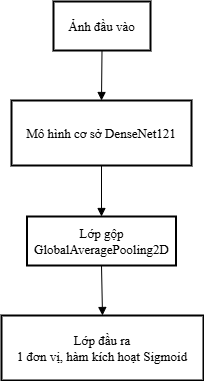 Ảnh đầu vào
Mô hình cơ sở DenseNet121
Lớp gộp
GlobalAveragePooling2D
Lớp đầu ra
1 đơn vị, hàm kích hoạt Sigmoid